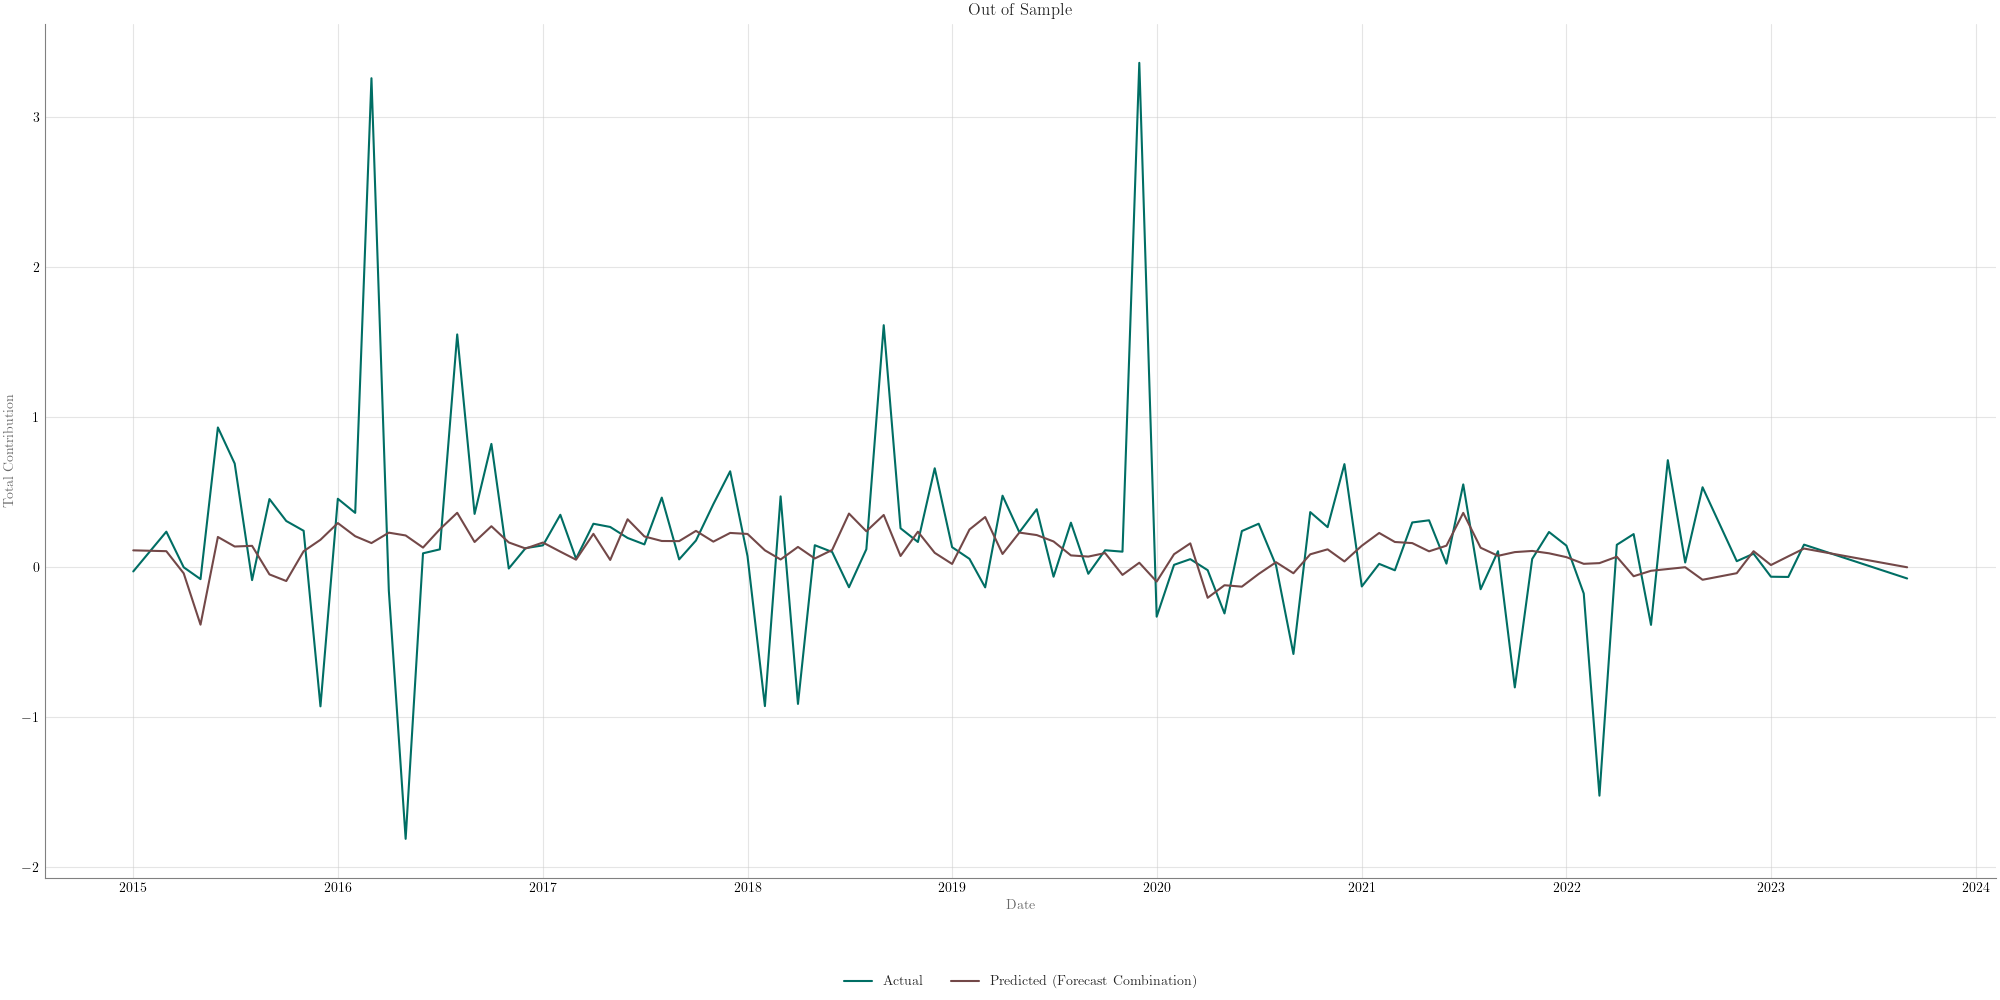 Out of Sample
Total Contribution
3
2
1
0
−1
−2
2015 2016 2017 2018 2019 2020 2021 2022 2023 2024
Date
Actual Predicted (Forecast Combination)